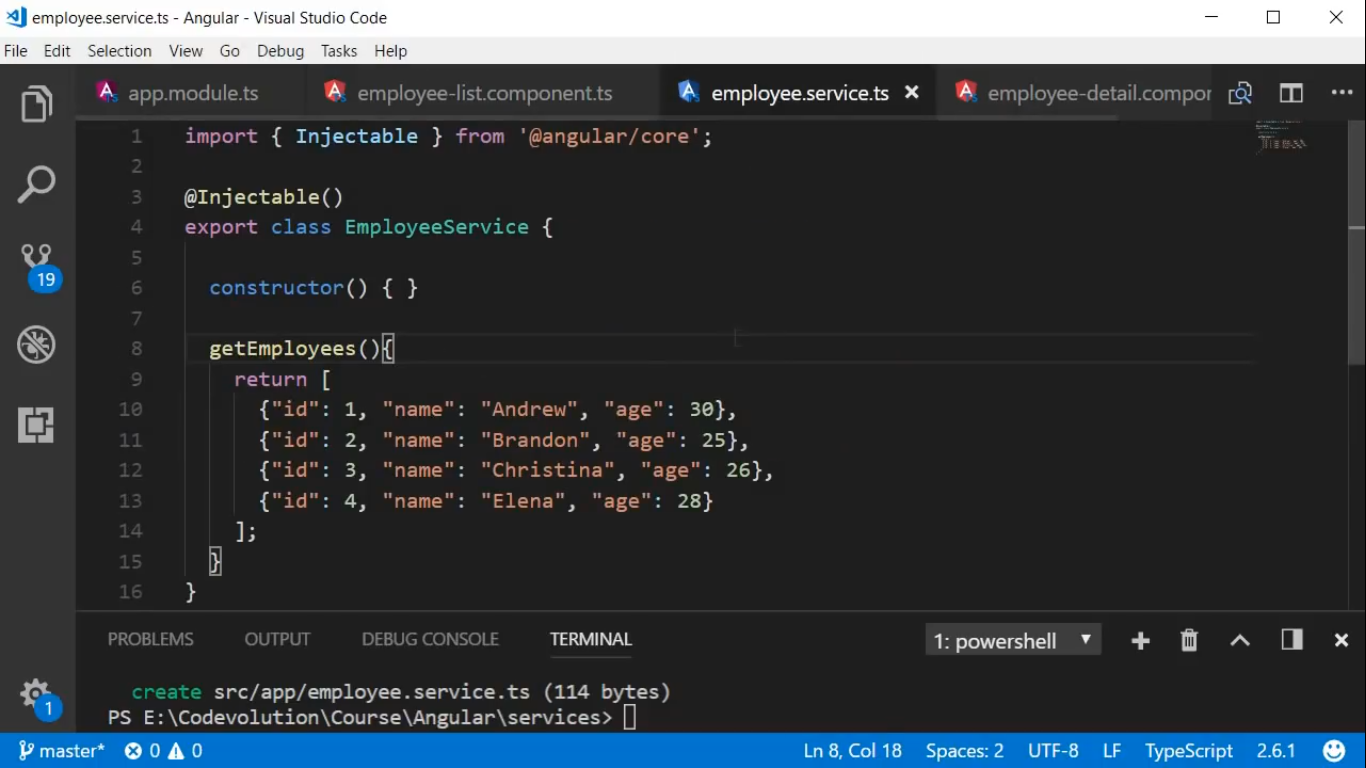 employee.service.ts - Angular - Visual Studio Code
File Edit Selection View Go Debug Tasks Help
app.module.ts employee-list.component.ts employee.service.ts employee-detail.compor
1 import { Injectable } from '@angular/core';
2
3 @Injectable()
4 export class EmployeeService {
5
6 constructor() { }
7
8 getEmployees(){
9 return [
10 {"id": 1, "name": "Andrew", "age": 30},
11 {"id": 2, "name": "Brandon", "age": 25},
12 {"id": 3, "name": "Christina", "age": 26},
13 {"id": 4, "name": "Elena", "age": 28}
14 ];
15 }
16 }
19
PROBLEMS OUTPUT DEBUG CONSOLE TERMINAL 1: powershell
create src/app/employee.service.ts (114 bytes)
PS E:\Codevolution\Course\Angular\services>
1
master* 0 0 Ln 8, Col 18 Spaces: 2 UTF-8 LF TypeScript 2.6.1